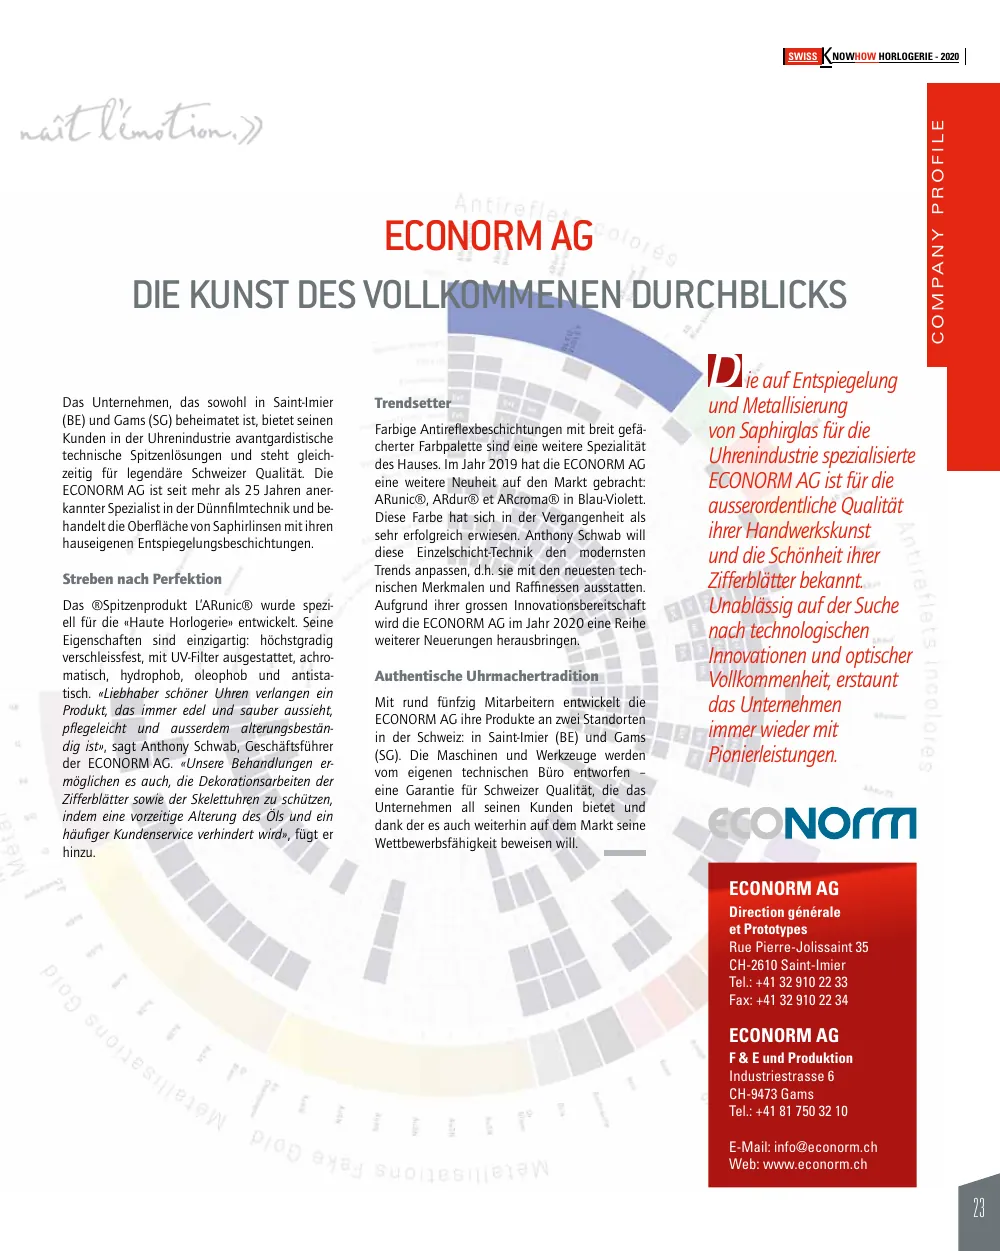 SWISS KNOWHOW HORLOGERIE - 2020
naît l'émotion.»
COMPANY PROFILE
ECONORM AG
DIE KUNST DES VOLLKOMMENEN DURCHBLICKS
Das Unternehmen, das sowohl in Saint-Imier
(BE) und Gams (SG) beheimatet ist, bietet seinen
Kunden in der Uhrenindustrie avantgardistische
technische Spitzenlösungen und steht gleich-
zeitig für legendäre Schweizer Qualität. Die
ECONORM AG ist seit mehr als 25 Jahren aner-
kannter Spezialist in der Dünnfilmtechnik und be-
handelt die Oberfläche von Saphirlinsen mit ihren
hauseigenen Entspiegelungsbeschichtungen.
Streben nach Perfektion
Das ®Spitzenprodukt L'ARunic® wurde spezi-
ell für die «Haute Horlogerie» entwickelt. Seine
Eigenschaften sind einzigartig: höchstgradig
verschleissfest, mit UV-Filter ausgestattet, achro-
matisch, hydrophob, oleophob und antista-
tisch. «Liebhaber schöner Uhren verlangen ein
Produkt, das immer edel und sauber aussieht,
pflegeleicht und ausserdem alterungsbestän-
dig ist», sagt Anthony Schwab, Geschäftsführer
der ECONORM AG. «Unsere Behandlungen er-
möglichen es auch, die Dekorationsarbeiten der
Zifferblätter sowie der Skelettuhren zu schützen,
indem eine vorzeitige Alterung des Öls und ein
häufiger Kundenservice verhindert wird», fügt er
hinzu.
Trendsetter
Farbige Antireflexbeschichtungen mit breit gefä-
cherter Farbpalette sind eine weitere Spezialität
des Hauses. Im Jahr 2019 hat die ECONORM AG
eine weitere Neuheit auf den Markt gebracht:
ARunic®, ARdur® et ARcroma® in Blau-Violett.
Diese Farbe hat sich in der Vergangenheit als
sehr erfolgreich erwiesen. Anthony Schwab will
diese Einzelschicht-Technik den modernsten
Trends anpassen, d.h. sie mit den neuesten tech-
nischen Merkmalen und Raffinessen ausstatten.
Aufgrund ihrer grossen Innovationsbereitschaft
wird die ECONORM AG im Jahr 2020 eine Reihe
weiterer Neuerungen herausbringen.
Authentische Uhrmachertradition
Mit rund fünfzig Mitarbeitern entwickelt die
ECONORM AG ihre Produkte an zwei Standorten
in der Schweiz: in Saint-Imier (BE) und Gams
(SG). Die Maschinen und Werkzeuge werden
vom eigenen technischen Büro entworfen –
eine Garantie für Schweizer Qualität, die das
Unternehmen all seinen Kunden bietet und
dank der es auch weiterhin auf dem Markt seine
Wettbewerbsfähigkeit beweisen will.
Die auf Entspiegelung
und Metallisierung
von Saphirglas für die
Uhrenindustrie spezialisierte
ECONORM AG ist für die
ausserordentliche Qualität
ihrer Handwerkskunst
und die Schönheit ihrer
Zifferblätter bekannt.
Unablässig auf der Suche
nach technologischen
Innovationen und optischer
Vollkommenheit, erstaunt
das Unternehmen
immer wieder mit
Pionierleistungen.
ECONORM
ECONORM AG
Direction générale
et Prototypes
Rue Pierre-Jolissaint 35
CH-2610 Saint-Imier
Tel.: +41 32 910 22 33
Fax: +41 32 910 22 34
ECONORM AG
F & E und Produktion
Industriestrasse 6
CH-9473 Gams
Tel.: +41 81 750 32 10
E-Mail: info@econorm.ch
Web: www.econorm.ch
Antireflets colorés
Antireflets incolores
Métallisations Fake Gold
Métallisations Gold
23